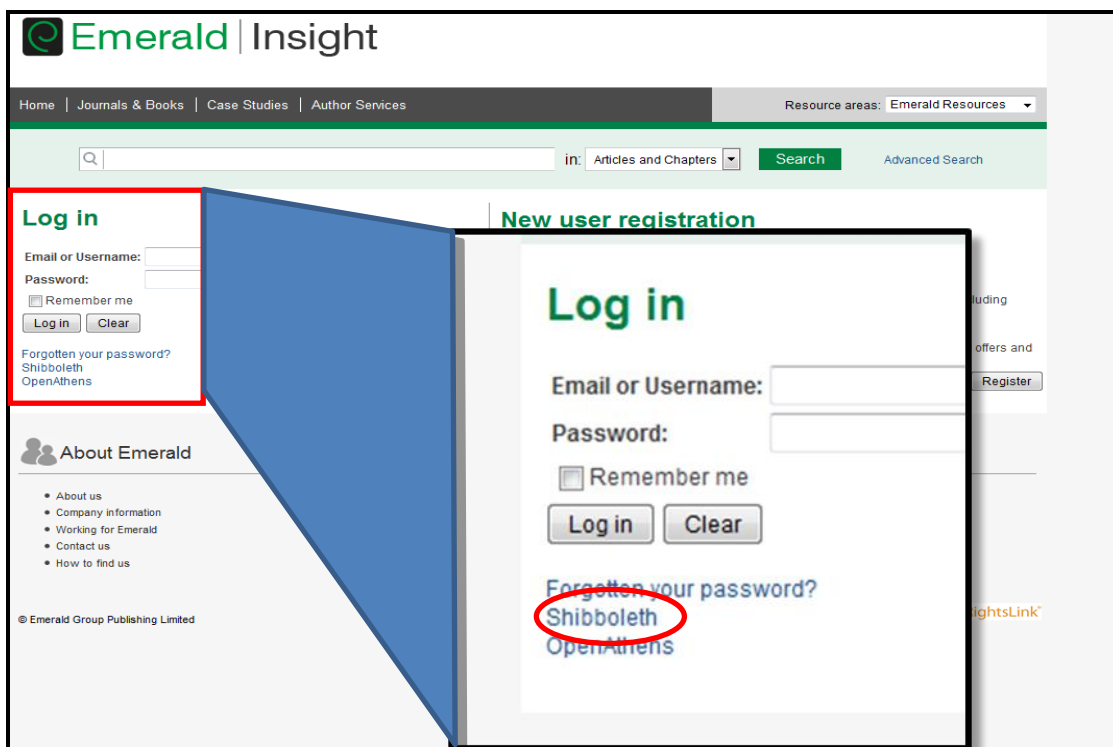 Emerald | Insight
Home | Journals & Books | Case Studies | Author Services
Resource areas: Emerald Resources
in: Articles and Chapters Search Advanced Search
Log in
Email or Username:
Password:
Remember me
Log in Clear
Forgotten your password?
Shibboleth
OpenAthens
New user registration
offers and
Register
Log in
Email or Username:
Password:
Remember me
Log in Clear
Forgotten your password?
Shibboleth
OpenAthens
About Emerald
About us
Company information
Working for Emerald
Contact us
How to find us
© Emerald Group Publishing Limited